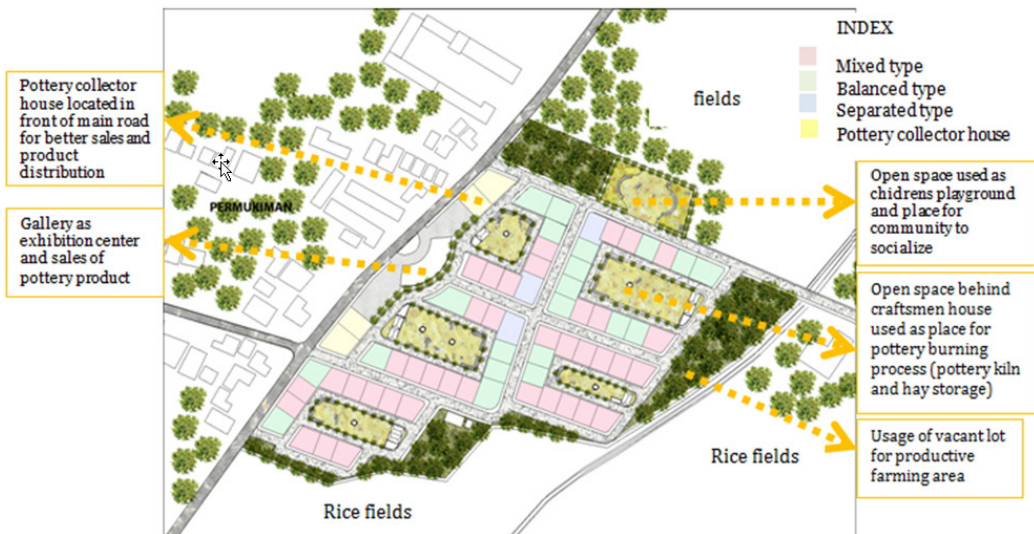 Pottery collector
house located in
front of main road
for better sales and
product
distribution
Gallery as
exhibition center
and sales of
pottery product
PERMUKIMAN
fields
Rice fields
Rice fields
INDEX
Mixed type
Balanced type
Separated type
Pottery collector house
Open space used as
chidrens playground
and place for
community to
socialize
Open space behind
craftsmen house
used as place for
pottery burning
process (pottery kiln
and hay storage)
Usage of vacant lot
for productive
farming area